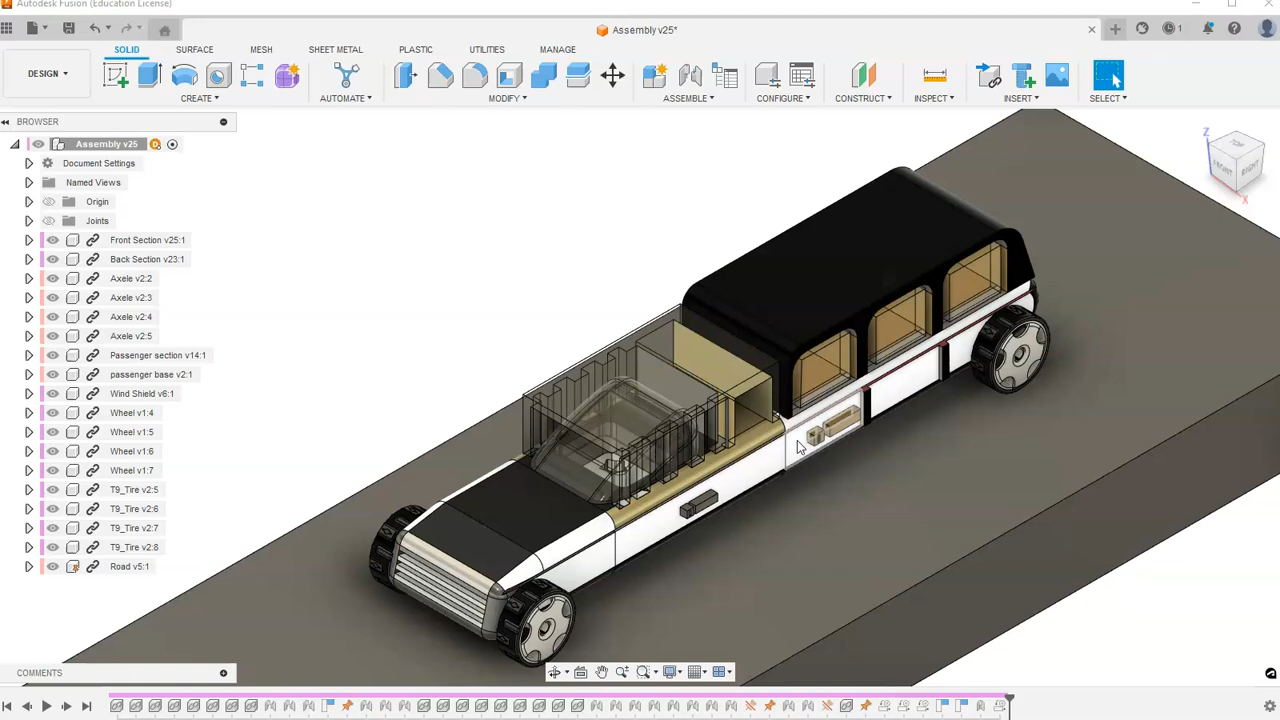 Autodesk Fusion (Education License)
Assembly v25*
1
DESIGN
SOLID SURFACE MESH SHEET METAL PLASTIC UTILITIES MANAGE
CREATE AUTOMATE MODIFY ASSEMBLE CONFIGURE CONSTRUCT INSPECT INSERT SELECT
BROWSER
Assembly v25
Document Settings
Named Views
Origin
Joints
Front Section v25:1
Back Section v23:1
Axele v2:2
Axele v2:3
Axele v2:4
Axele v2:5
Passenger section v14:1
passenger base v2:1
Wind Shield v6:1
Wheel v1:4
Wheel v1:5
Wheel v1:6
Wheel v1:7
T9_Tire v2:5
T9_Tire v2:6
T9_Tire v2:7
T9_Tire v2:8
Road v5:1
Z
TOP
FRONT RIGHT
X
COMMENTS